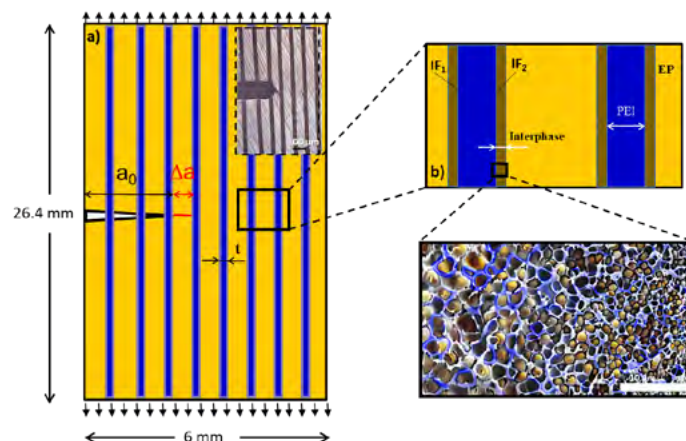 a)
a₀
Δa
26.4 mm
t
6 mm
IF₁
IF₂
EP
PEI
Interphase
b)